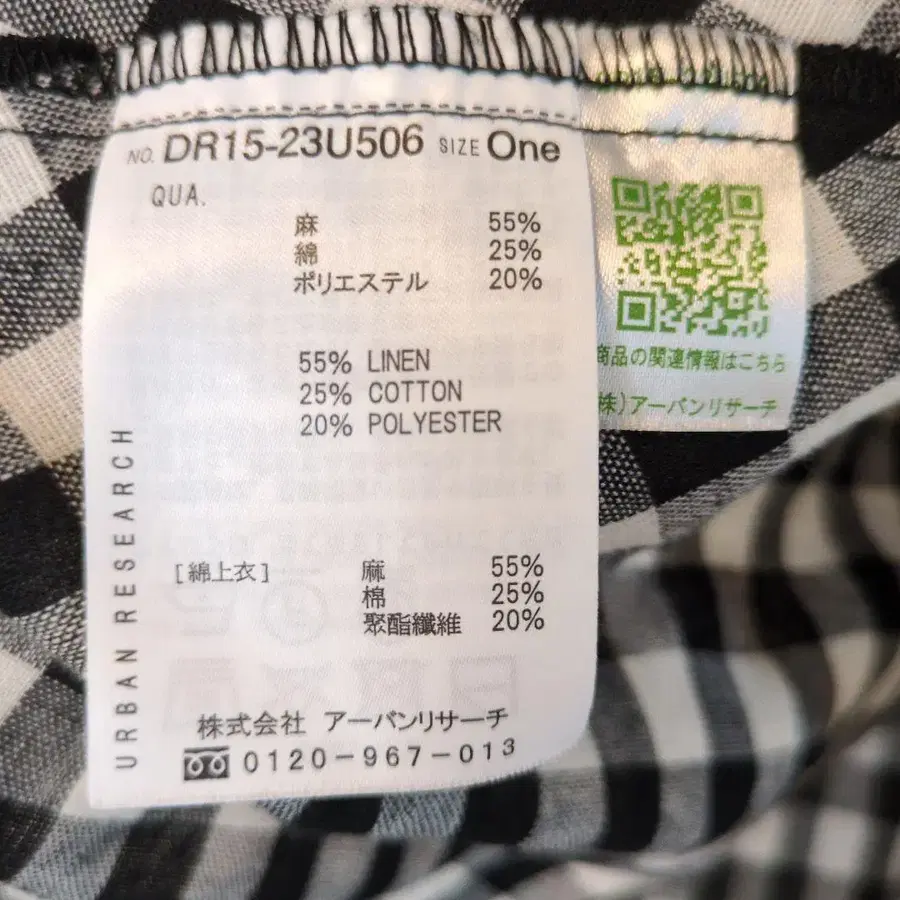 NO. DR15-23U506 SIZE One
QUA.
麻 55%
綿 25%
ポリエステル 20%
55% LINEN
25% COTTON
20% POLYESTER
[綿上衣] 麻 55%
棉 25%
聚酯纖維 20%
株式会社 アーバンリサーチ
0120-967-013
URBAN RESEARCH
商品の関連情報はこちら
株)アーバンリサーチ